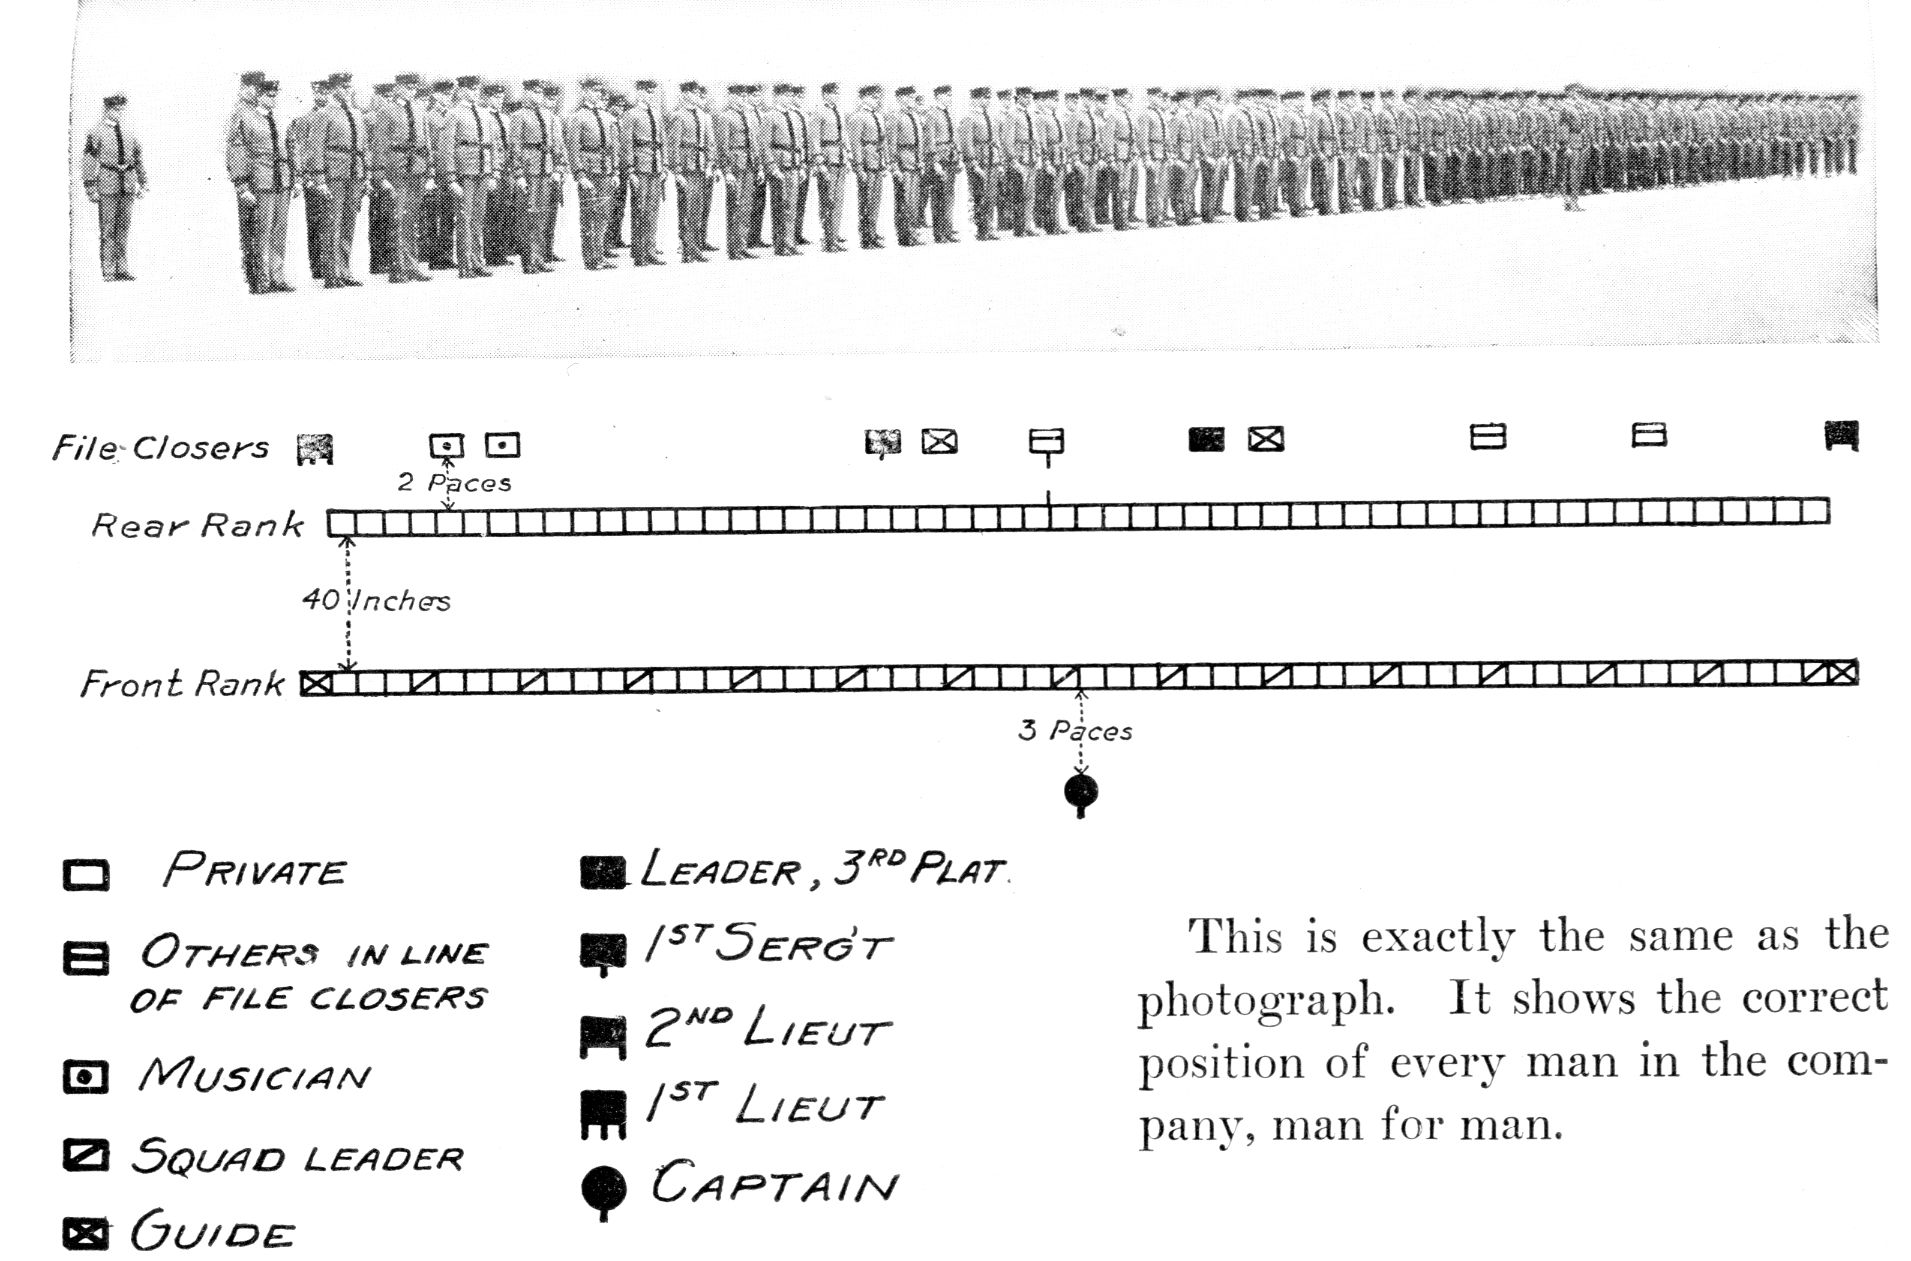 File-Closers
2 Paces
Rear Rank
40 Inches
Front Rank
3 Paces
PRIVATE
OTHERS IN LINE
OF FILE CLOSERS
MUSICIAN
SQUAD LEADER
GUIDE
LEADER, 3RD PLAT.
1ST SERG'T
2ND LIEUT
1ST LIEUT
CAPTAIN
This is exactly the same as the
photograph. It shows the correct
position of every man in the com-
pany, man for man.